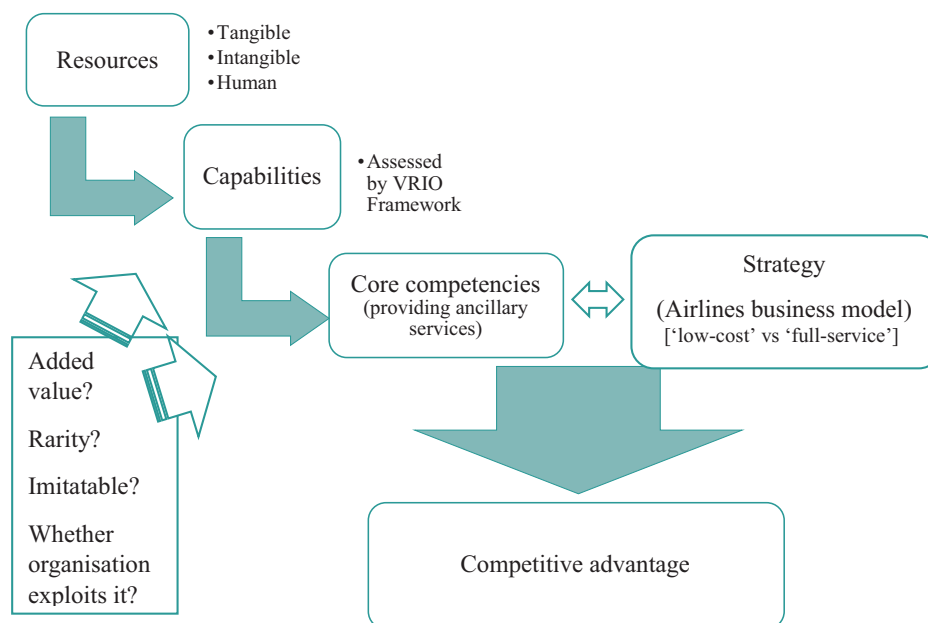 Resources
•Tangible
•Intangible
•Human
Capabilities
•Assessed
by VRIO
Framework
Core competencies
(providing ancillary
services)
Strategy
(Airlines business model)
[‘low-cost’ vs ‘full-service’]
Added
value?
Rarity?
Imitatable?
Whether
organisation
exploits it?
Competitive advantage